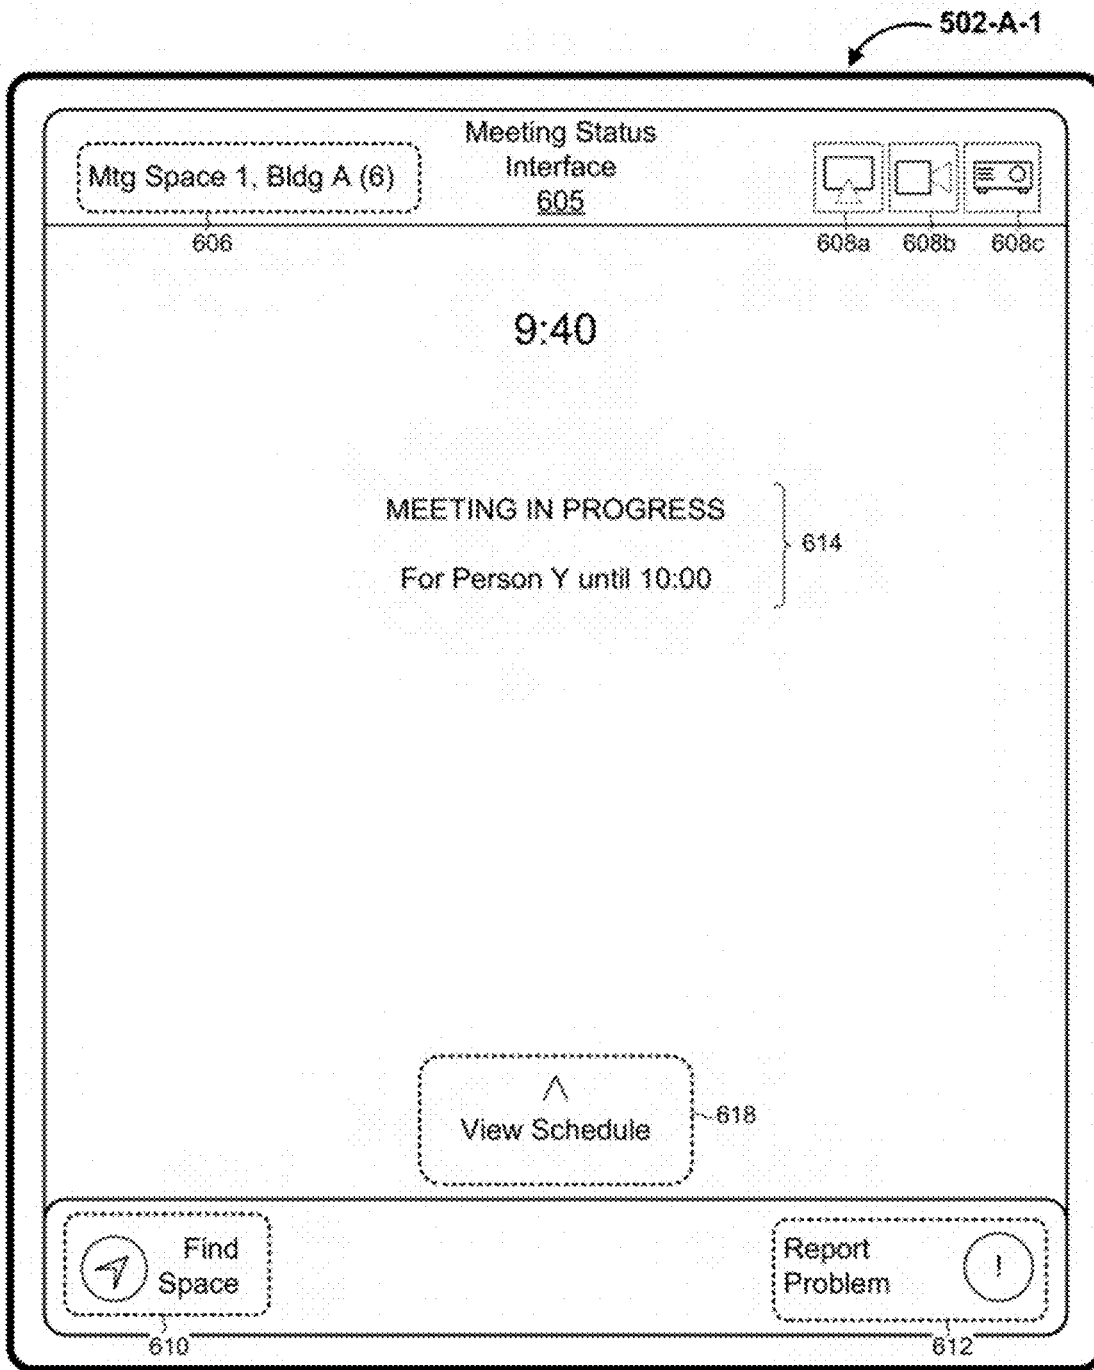 502-A-1
Meeting Status
Interface
605
Mtg Space 1, Bldg A (6)
606
608a
608b
608c
9:40
MEETING IN PROGRESS
For Person Y until 10:00
614
View Schedule
618
Find
Space
610
Report
Problem
!
612